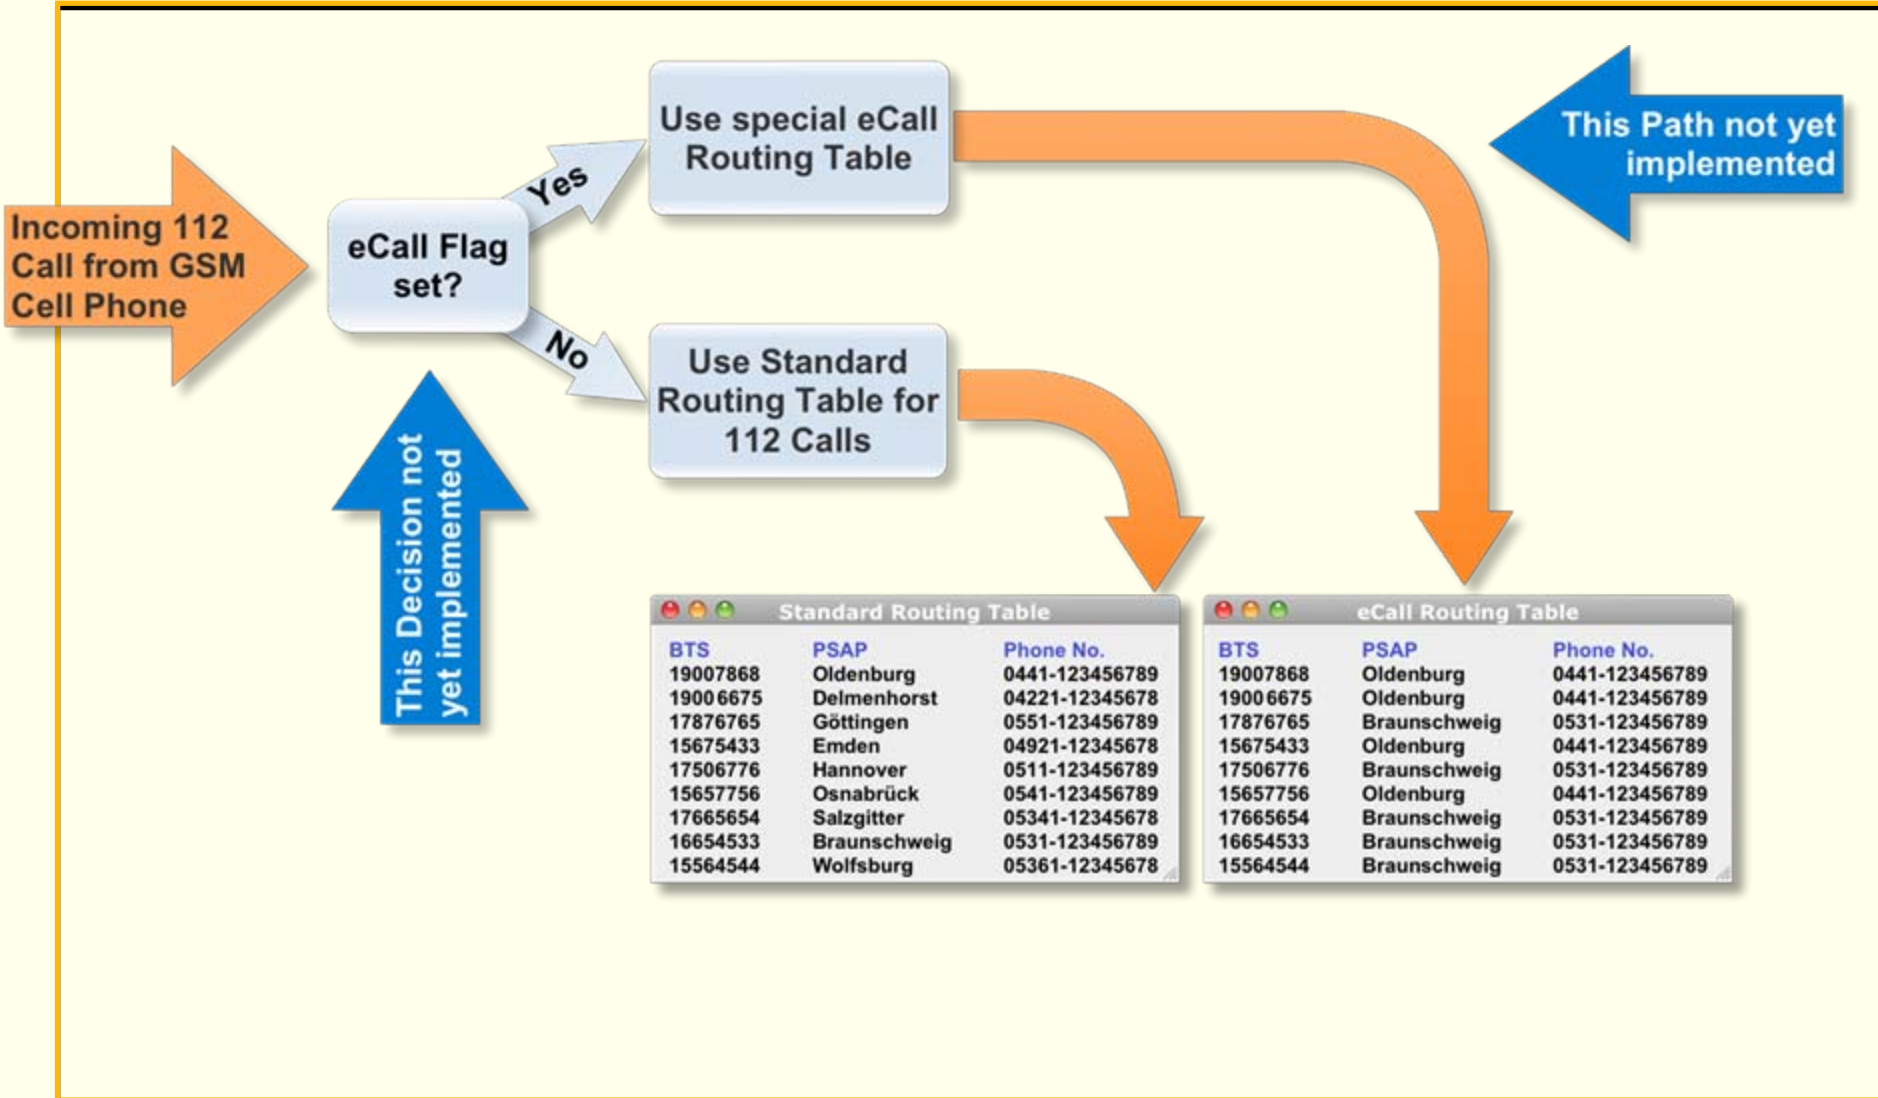 Incoming 112
Call from GSM
Cell Phone
eCall Flag
set?
Yes
No
Use special eCall
Routing Table
Use Standard
Routing Table for
112 Calls
This Path not yet
implemented
This Decision not
yet implemented
Standard Routing Table
BTS PSAP Phone No.
19007868 Oldenburg 0441-123456789
19006675 Delmenhorst 04221-12345678
17876765 Göttingen 0551-123456789
15675433 Emden 04921-12345678
17506776 Hannover 0511-123456789
15657756 Osnabrück 0541-123456789
17665654 Salzgitter 05341-12345678
16654533 Braunschweig 0531-123456789
15564544 Wolfsburg 05361-12345678
eCall Routing Table
BTS PSAP Phone No.
19007868 Oldenburg 0441-123456789
19006675 Oldenburg 0441-123456789
17876765 Braunschweig 0531-123456789
15675433 Oldenburg 0441-123456789
17506776 Braunschweig 0531-123456789
15657756 Oldenburg 0441-123456789
17665654 Braunschweig 0531-123456789
16654533 Braunschweig 0531-123456789
15564544 Braunschweig 0531-123456789